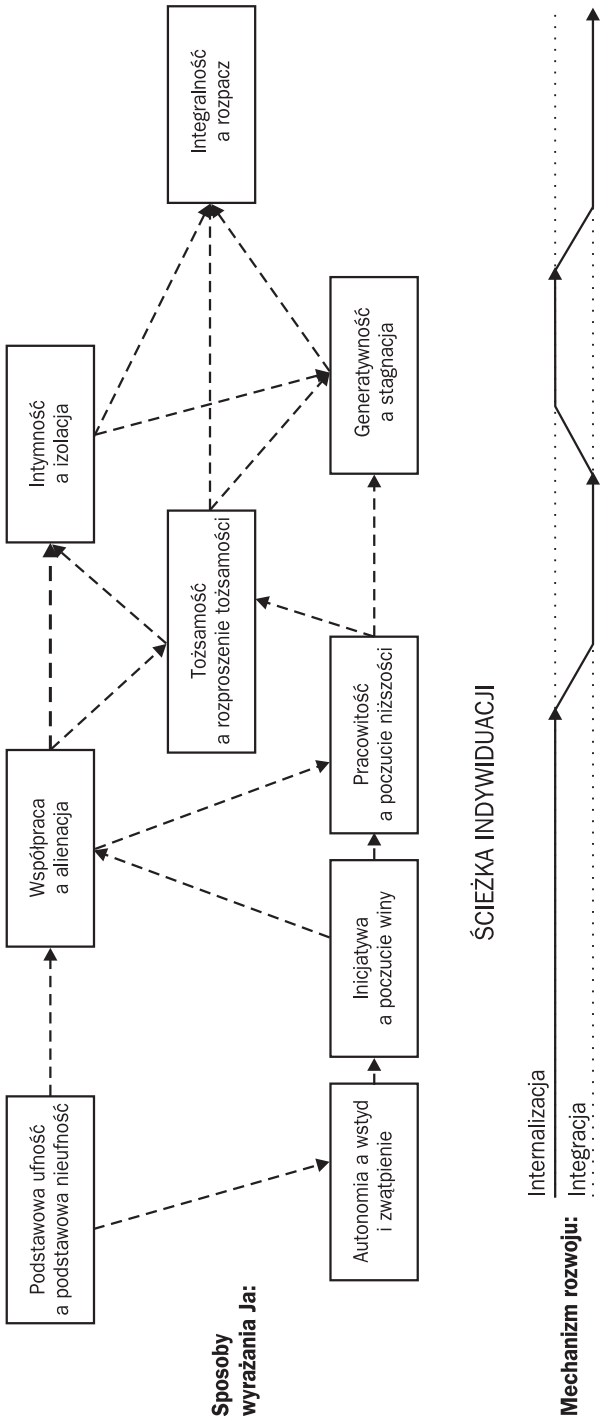 Podstawowa ufność
a podstawowa nieufność
Współpraca
a alienacja
Intymność
a izolacja
Sposoby
wyrażania Ja:
Tożsamość
a rozproszenie tożsamości
Integralność
a rozpacz
Autonomia a wstyd
i zwątpienie
Inicjatywa
a poczucie winy
Pracowitość
a poczucie niższości
Generatywność
a stagnacja
ŚCIEŻKA INDYWIDUACJI
Mechanizm rozwoju:
Internalizacja
Integracja